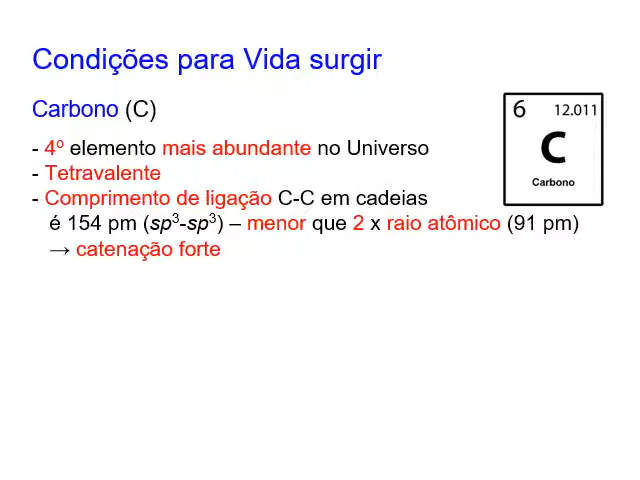 Condições para Vida surgir
Carbono (C)
6 12.011
C
Carbono
- 4º elemento mais abundante no Universo
- Tetravalente
- Comprimento de ligação C-C em cadeias
é 154 pm (sp³-sp³) – menor que 2 x raio atômico (91 pm)
→ catenação forte